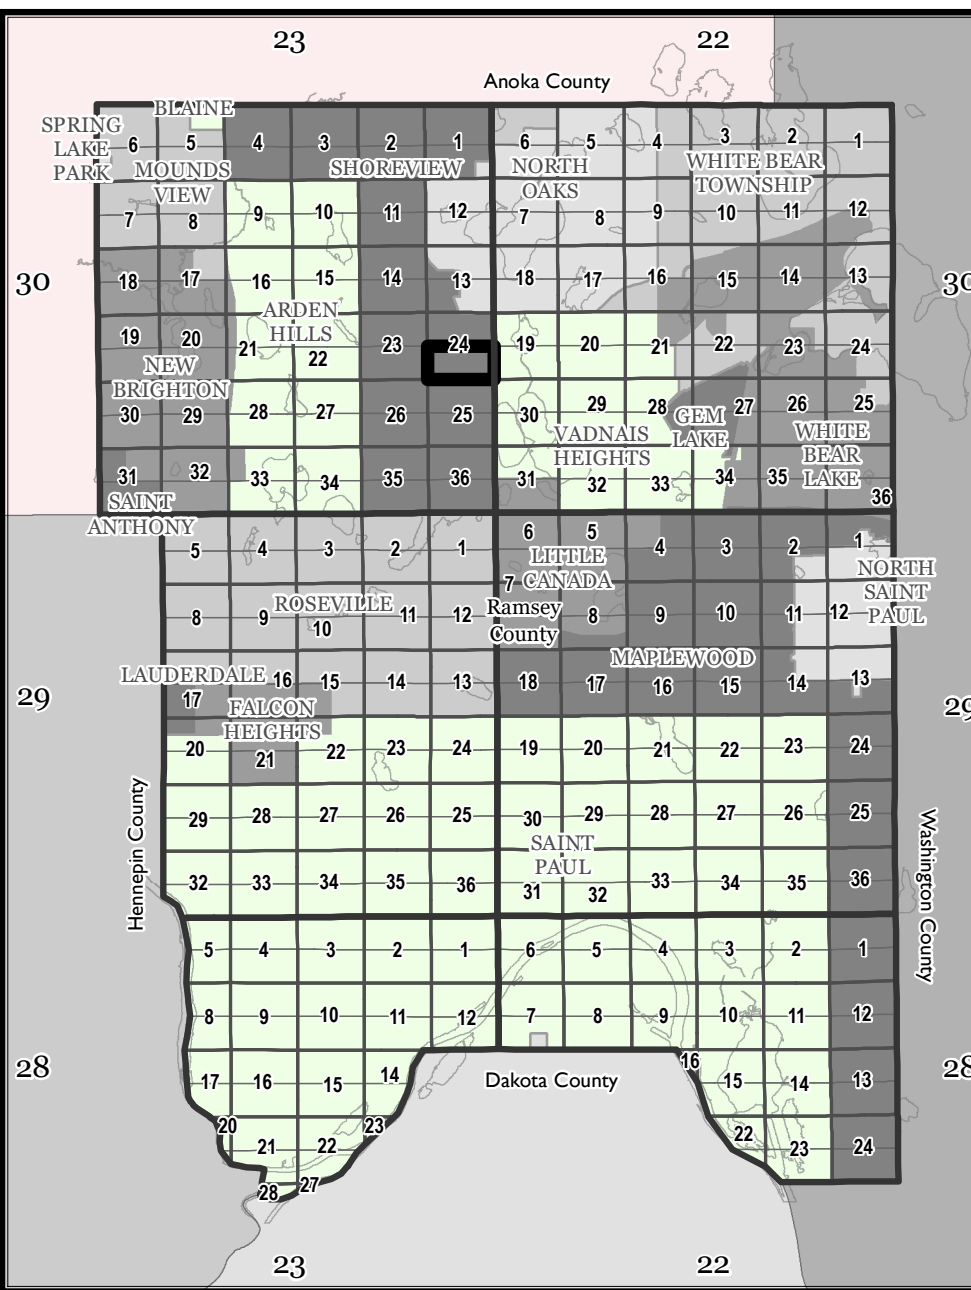 23 22
Anoka County
BLAINE
SPRING
LAKE
PARK
6 5 4 3 2 1 6 5 4 3 2 1
MOUNDS
VIEW
SHOREVIEW
NORTH
OAKS
WHITE BEAR
TOWNSHIP
7 8 9 10 11 12 7 8 9 10 11 12
30 18 17 16 15 14 13 18 17 16 15 14 13 30
ARDEN
HILLS
19 20 21 22 23 24 19 20 21 22 23 24
NEW
BRIGHTON
30 29 28 27 26 25 30 29 28 27 26 25
GEM
LAKE
VADNAIS
HEIGHTS
WHITE
BEAR
LAKE
31 32 33 34 35 36 31 32 33 34 35 36
SAINT
ANTHONY
5 4 3 2 1 6 5 4 3 2 1
LITTLE
CANADA
NORTH
SAINT
PAUL
8 9 10 11 12 7 8 9 10 11 12
ROSEVILLE
Ramsey
County
MAPLEWOOD
LAUDERDALE
29 17 16 15 14 13 18 17 16 15 14 13 29
FALCON
HEIGHTS
20 21 22 23 24 19 20 21 22 23 24
29 28 27 26 25 30 29 28 27 26 25
Hennepin County
Washington County
SAINT
PAUL
32 33 34 35 36 31 32 33 34 35 36
5 4 3 2 1 6 5 4 3 2 1
8 9 10 11 12 7 8 9 10 11 12
28 17 16 15 14 16 15 14 13 28
Dakota County
20 21 22 23 22 23 24
28 27
23 22